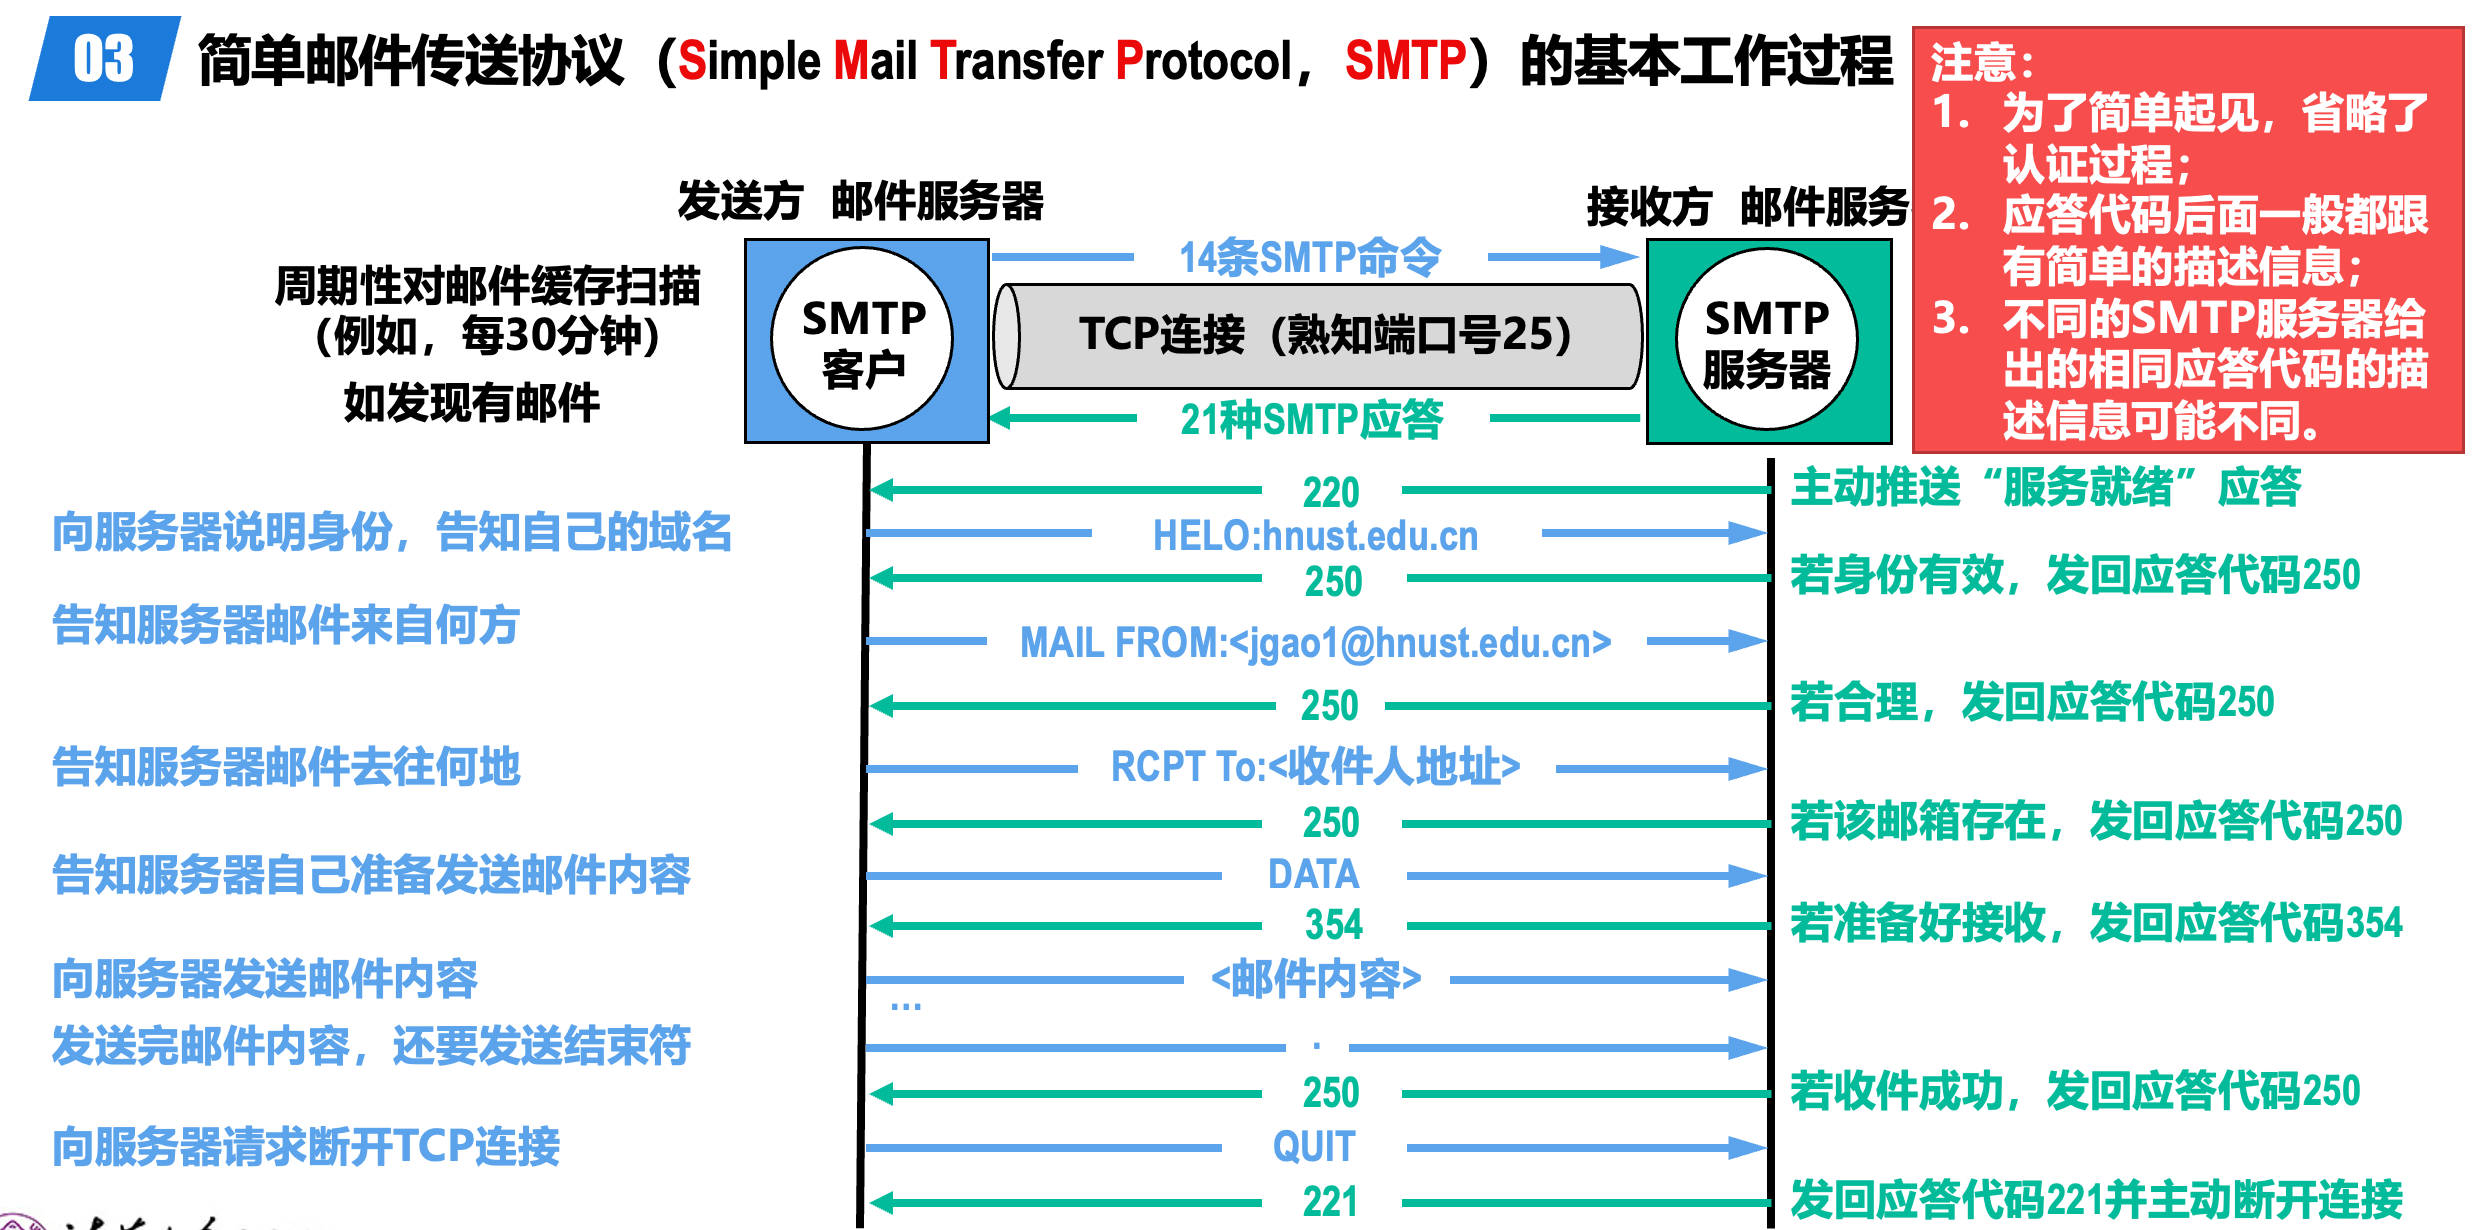 03 简单邮件传送协议（Simple Mail Transfer Protocol，SMTP）的基本工作过程
注意：
1. 为了简单起见，省略了
认证过程；
2. 应答代码后面一般都跟
有简单的描述信息；
3. 不同的SMTP服务器给
出的相同应答代码的描
述信息可能不同。
发送方 邮件服务器
接收方 邮件服务
周期性对邮件缓存扫描
（例如，每30分钟）
如发现有邮件
SMTP
客户
14条SMTP命令
TCP连接（熟知端口号25）
21种SMTP应答
SMTP
服务器
220
主动推送“服务就绪”应答
向服务器说明身份，告知自己的域名
HELO:hnust.edu.cn
250
若身份有效，发回应答代码250
告知服务器邮件来自何方
MAIL FROM:<jgao1@hnust.edu.cn>
250
若合理，发回应答代码250
告知服务器邮件去往何地
RCPT To:<收件人地址>
250
若该邮箱存在，发回应答代码250
告知服务器自己准备发送邮件内容
DATA
354
若准备好接收，发回应答代码354
向服务器发送邮件内容
<邮件内容>
...
发送完邮件内容，还要发送结束符
.
250
若收件成功，发回应答代码250
向服务器请求断开TCP连接
QUIT
221
发回应答代码221并主动断开连接